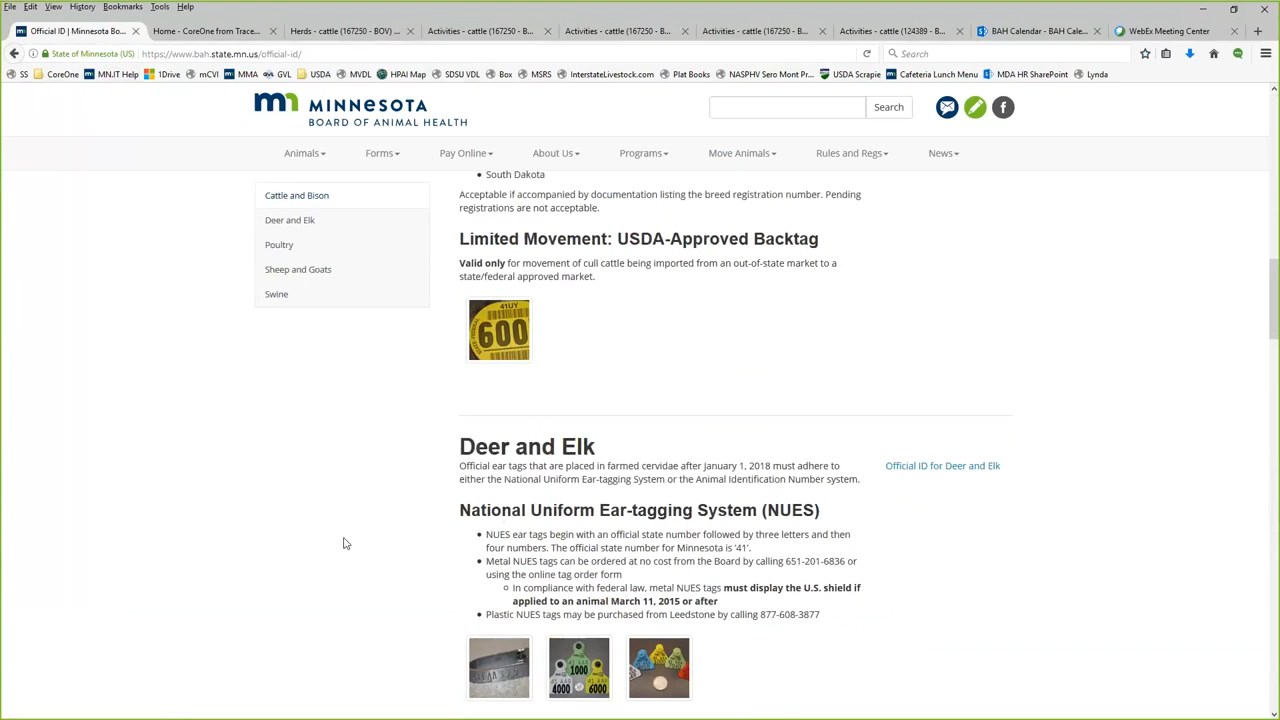 File Edit View History Bookmarks Tools Help
Official ID | Minnesota Bo... Home - CoreOne from Trace... Herds - cattle (167250 - BOV) ... Activities - cattle (167250 - B... Activities - cattle (167250 - B... Activities - cattle (167250 - B... Activities - cattle (124389 - B... BAH Calendar - BAH Cale... WebEx Meeting Center
State of Minnesota (US) https://www.bah.state.mn.us/official-id/ Search
SS CoreOne MN.IT Help 1Drive mCVI MMA GVL USDA MVDL HPAI Map SDSU VDL Box MSRS InterstateLivestock.com Plat Books NASPHV Sero Mont Pr... USDA Scrapie Cafeteria Lunch Menu MDA HR SharePoint Lynda
mn MINNESOTA
BOARD OF ANIMAL HEALTH
Search
Animals Forms Pay Online About Us Programs Move Animals Rules and Regs News
Cattle and Bison
Deer and Elk
Poultry
Sheep and Goats
Swine
• South Dakota
Acceptable if accompanied by documentation listing the breed registration number. Pending
registrations are not acceptable.
Limited Movement: USDA-Approved Backtag
Valid only for movement of cull cattle being imported from an out-of-state market to a
state/federal approved market.
41UY
600
Deer and Elk
Official ear tags that are placed in farmed cervidae after January 1, 2018 must adhere to
either the National Uniform Ear-tagging System or the Animal Identification Number system.
Official ID for Deer and Elk
National Uniform Ear-tagging System (NUES)
• NUES ear tags begin with an official state number followed by three letters and then
four numbers. The official state number for Minnesota is '41'.
• Metal NUES tags can be ordered at no cost from the Board by calling 651-201-6836 or
using the online tag order form
○ In compliance with federal law, metal NUES tags must display the U.S. shield if
applied to an animal March 11, 2015 or after
• Plastic NUES tags may be purchased from Leedstone by calling 877-608-3877
1000
4000 6000